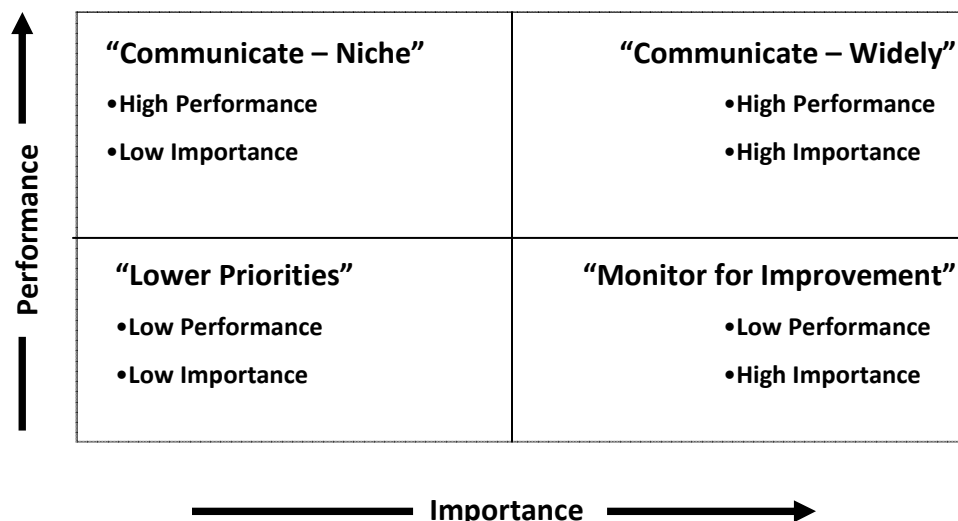 “Communicate – Niche”
•High Performance
•Low Importance
“Communicate – Widely”
•High Performance
•High Importance
“Lower Priorities”
•Low Performance
•Low Importance
“Monitor for Improvement”
•Low Performance
•High Importance
Performance
Importance